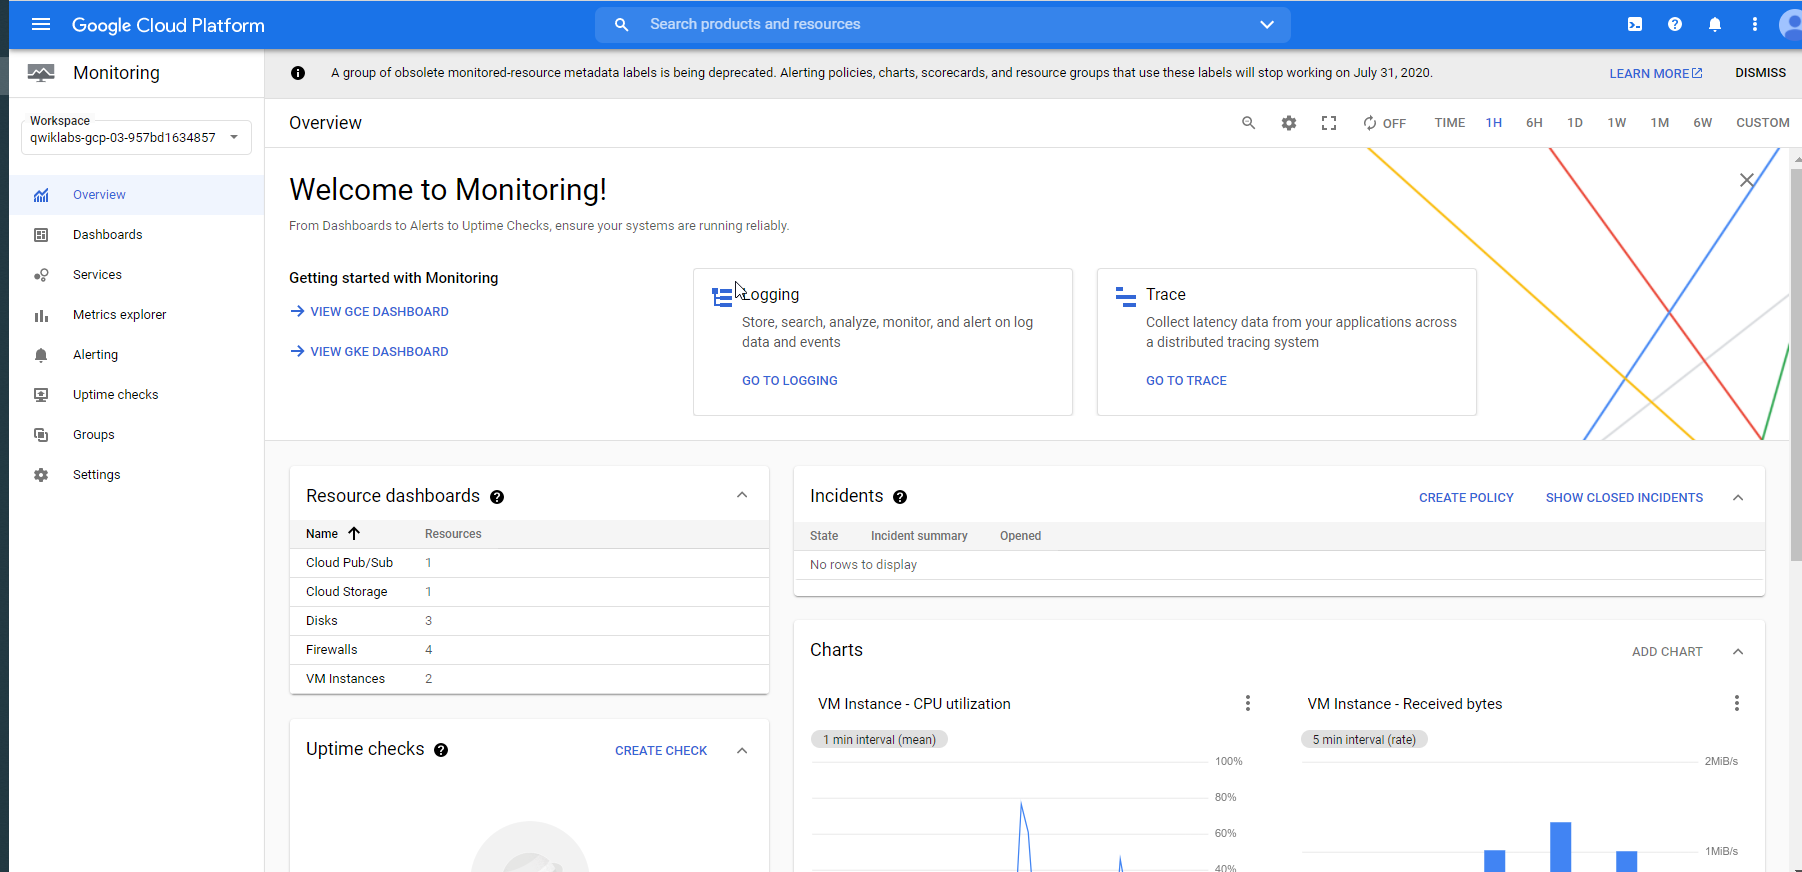 Google Cloud Platform
Search products and resources
Monitoring
A group of obsolete monitored-resource metadata labels is being deprecated. Alerting policies, charts, scorecards, and resource groups that use these labels will stop working on July 31, 2020.
LEARN MORE
DISMISS
Workspace
qwiklabs-gcp-03-957bd1634857
Overview
Dashboards
Services
Metrics explorer
Alerting
Uptime checks
Groups
Settings
Overview
OFF
TIME 1H 6H 1D 1W 1M 6W CUSTOM
Welcome to Monitoring!
From Dashboards to Alerts to Uptime Checks, ensure your systems are running reliably.
Getting started with Monitoring
VIEW GCE DASHBOARD
VIEW GKE DASHBOARD
Logging
Store, search, analyze, monitor, and alert on log
data and events
GO TO LOGGING
Trace
Collect latency data from your applications across
a distributed tracing system
GO TO TRACE
Resource dashboards
Name Resources
Cloud Pub/Sub 1
Cloud Storage 1
Disks 3
Firewalls 4
VM Instances 2
Uptime checks
CREATE CHECK
Incidents
CREATE POLICY
SHOW CLOSED INCIDENTS
State Incident summary Opened
No rows to display
Charts
ADD CHART
VM Instance - CPU utilization
1 min interval (mean)
100%
80%
60%
40%
VM Instance - Received bytes
5 min interval (rate)
2MiB/s
1MiB/s